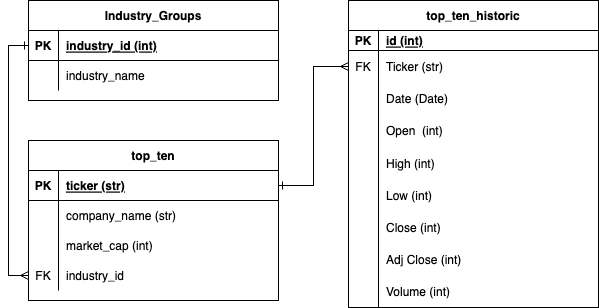 Industry_Groups
PK industry_id (int)
industry_name
top_ten
PK ticker (str)
company_name (str)
market_cap (int)
FK industry_id
top_ten_historic
PK id (int)
FK Ticker (str)
Date (Date)
Open (int)
High (int)
Low (int)
Close (int)
Adj Close (int)
Volume (int)